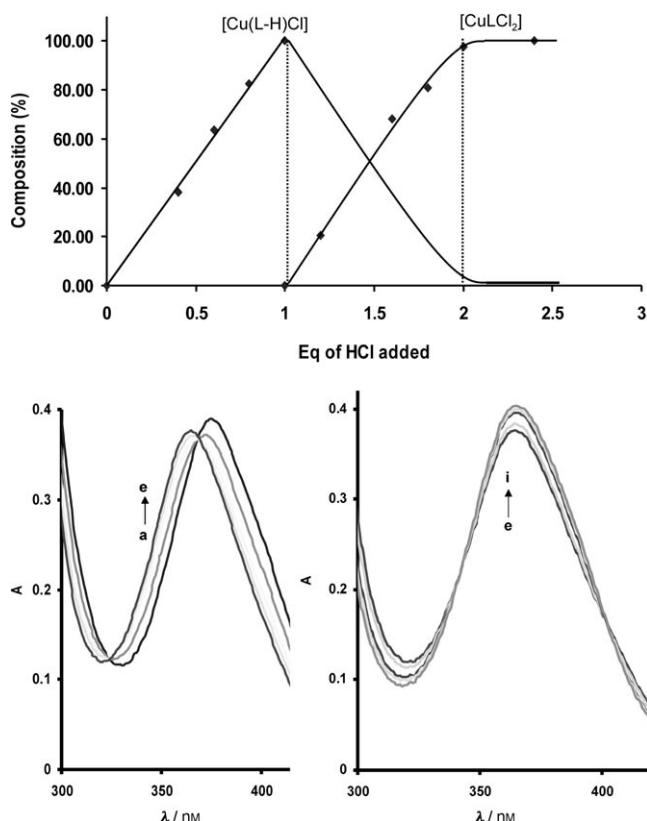 [Cu(L-H)Cl]
[CuLCl₂]
100.00
80.00
60.00
40.00
20.00
0.00
Composition (%)
0 0.5 1 1.5 2 2.5 3
Eq of HCl added
0.4
0.3
0.2
0.1
0
A
e
a
300 350 400
λ / nM
0.4
0.3
0.2
0.1
0
A
i
e
300 350 400
λ / nM